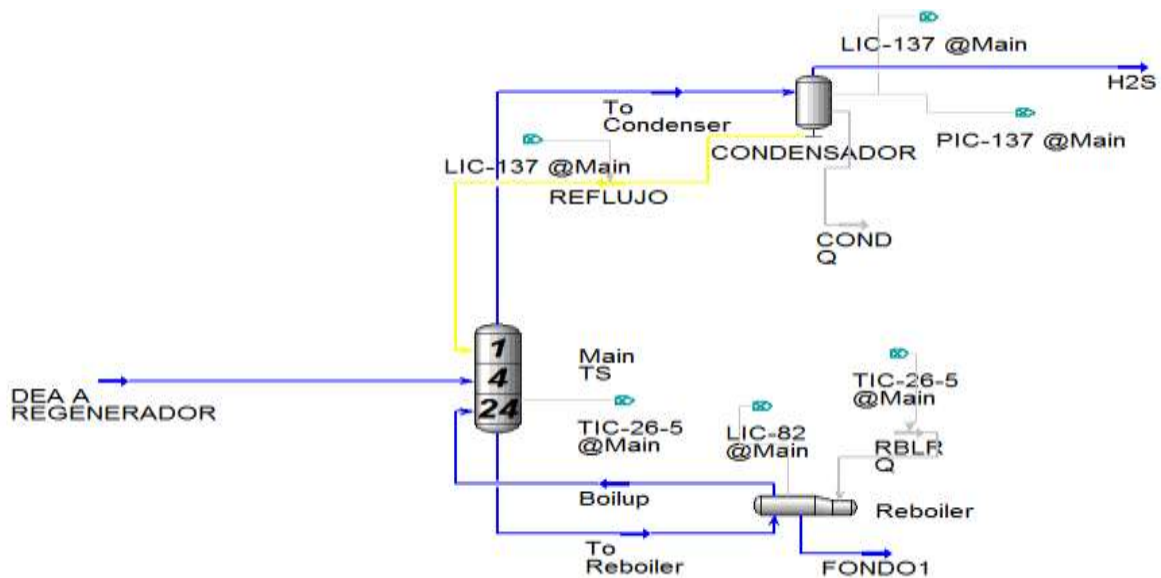 LIC-137 @Main
H2S
To
Condenser
PIC-137 @Main
CONDENSADOR
LIC-137 @Main
REFLUJO
COND
Q
1
4
24
Main
TS
DEA A
REGENERADOR
TIC-26-5
@Main
TIC-26-5
@Main
LIC-82
@Main
RBLR
Q
Boilup
Reboiler
To
Reboiler
FONDO1